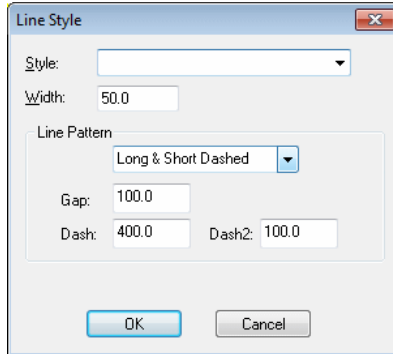 Line Style
Style:
Width: 50.0
Line Pattern
Long & Short Dashed
Gap: 100.0
Dash: 400.0 Dash2: 100.0
OK Cancel